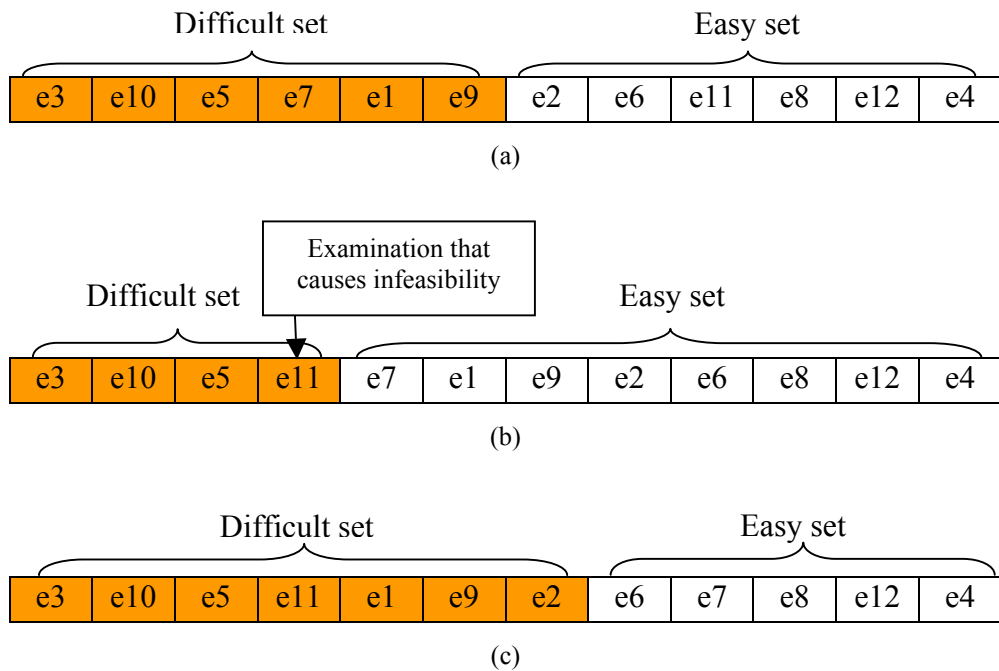 Difficult set Easy set
e3 e10 e5 e7 e1 e9 e2 e6 e11 e8 e12 e4
(a)
Examination that
causes infeasibility
Difficult set Easy set
e3 e10 e5 e11 e7 e1 e9 e2 e6 e8 e12 e4
(b)
Difficult set Easy set
e3 e10 e5 e11 e1 e9 e2 e6 e7 e8 e12 e4
(c)